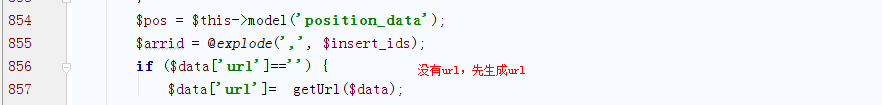 854 $pos = $this->model('position_data');
855 $arrid = @explode(',', $insert_ids);
856 if ($data['url']=='') { 没有url，先生成url
857 $data['url']= getUrl($data);